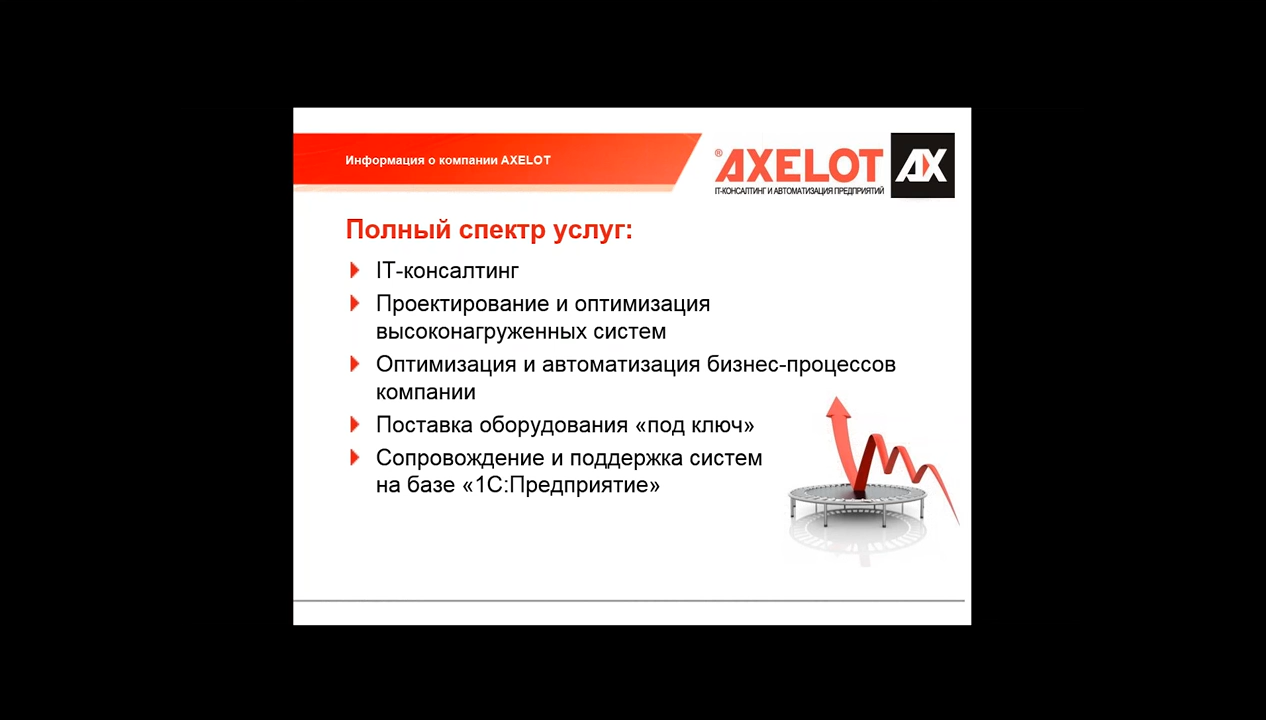 Информация о компании AXELOT
® AXELOT AX
IT-КОНСАЛТИНГ И АВТОМАТИЗАЦИЯ ПРЕДПРИЯТИЙ
Полный спектр услуг:
IT-консалтинг
Проектирование и оптимизация
высоконагруженных систем
Оптимизация и автоматизация бизнес-процессов
компании
Поставка оборудования «под ключ»
Сопровождение и поддержка систем
на базе «1С:Предприятие»